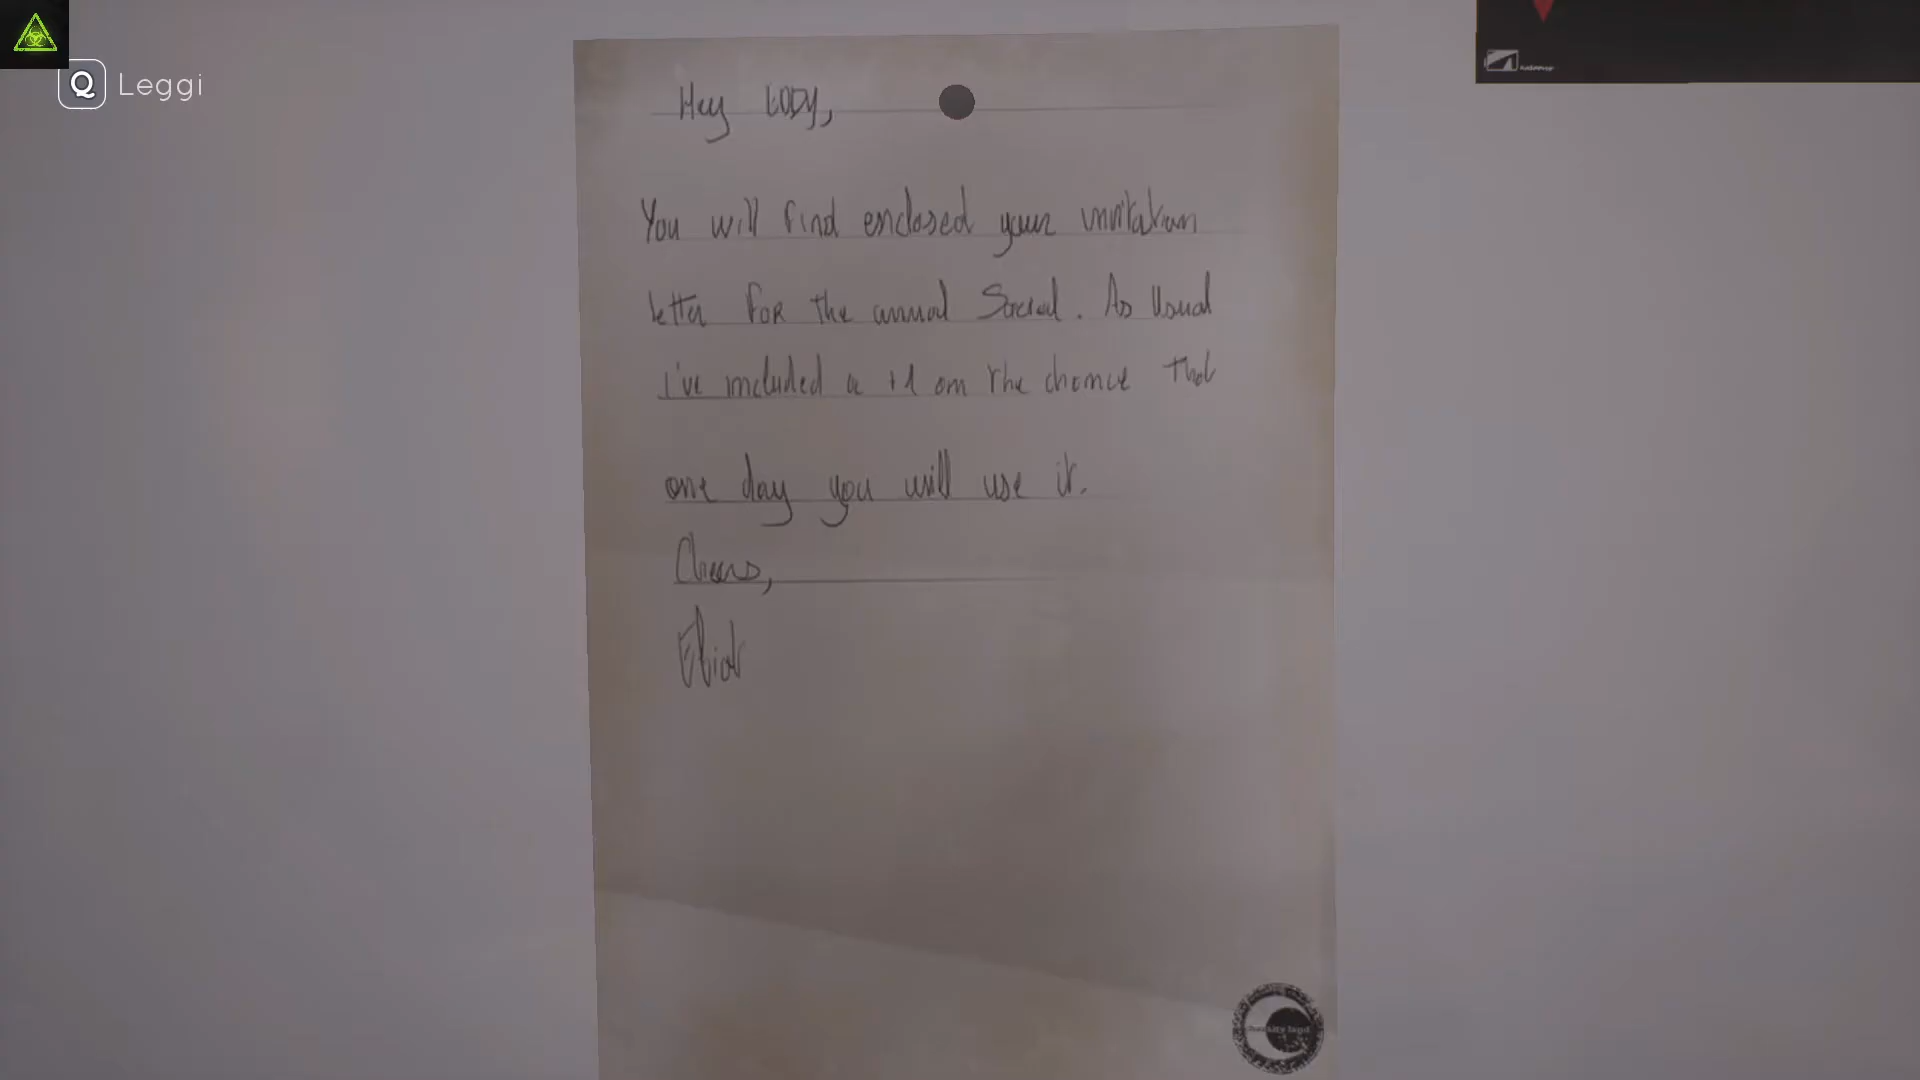 Q Leggi
Hey CODY,
You will find enclosed your invitation
letter for the annual Social. As Usual
I've included a +1 on the chance that
one day you will use it.
Cheers,
Eliot